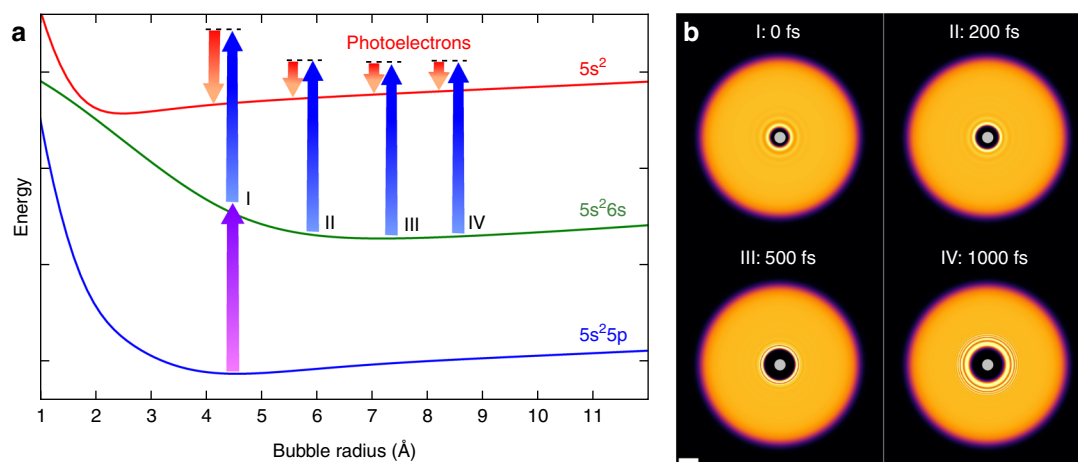 a
Photoelectrons
5s²
I
5s²6s
II
III
IV
5s²5p
Energy
1 2 3 4 5 6 7 8 9 10 11
Bubble radius (Å)
b
I: 0 fs
II: 200 fs
III: 500 fs
IV: 1000 fs